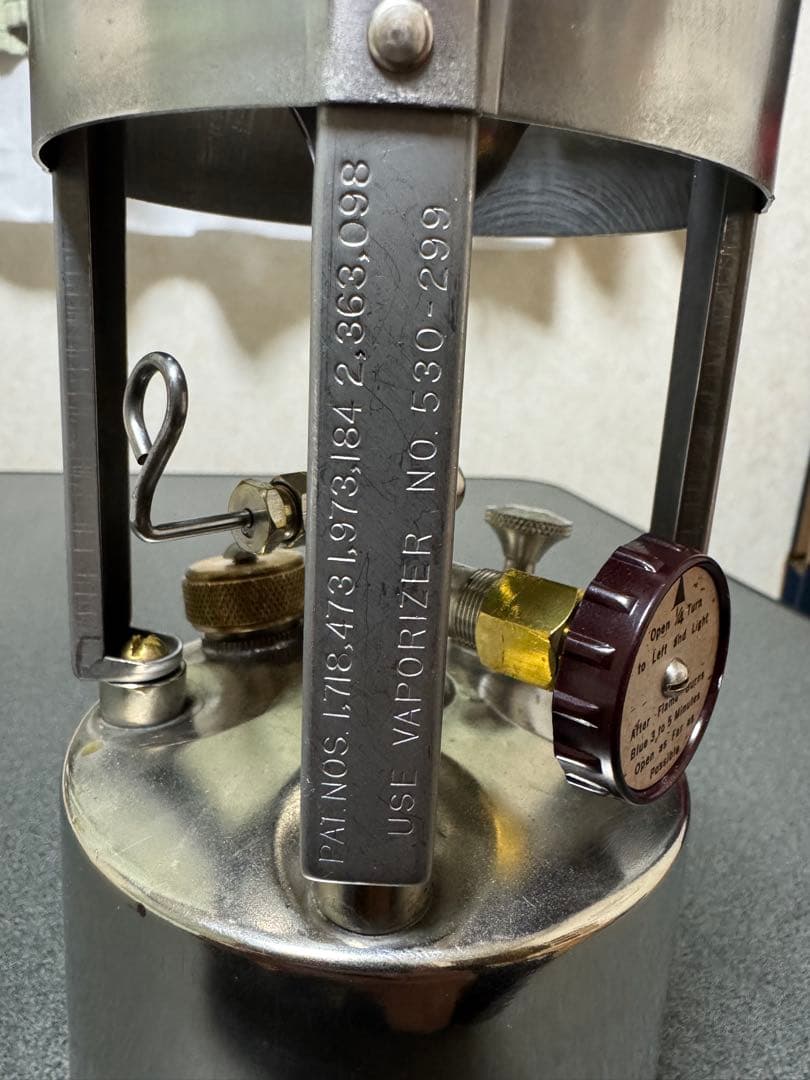 PAT. NOS. 1,718,473 1,973,184 2,363,098
USE VAPORIZER NO. 530-299
Open 1/4 Turn
to Left and Light
After Flame Burns
Blue 3 to 5 Minutes
Open as Far as
Possible